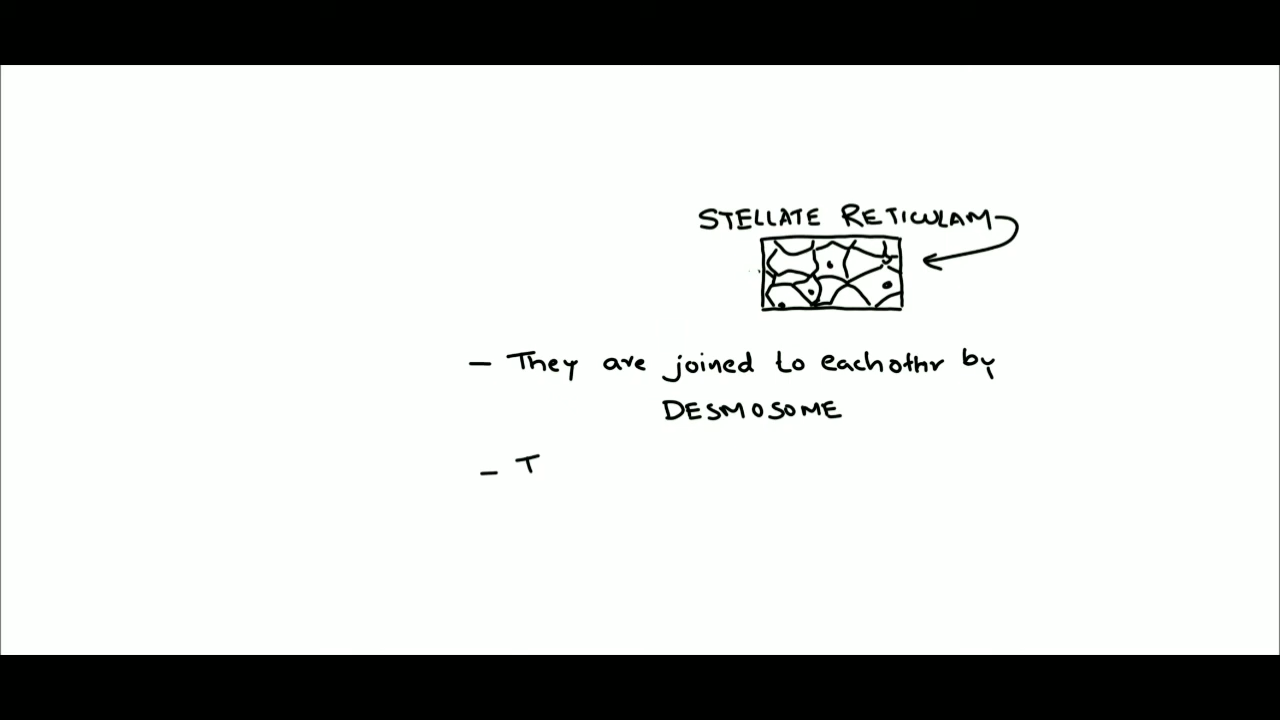 STELLATE RETICULAM
- They are joined to eachothr by
DESMOSOME
- T